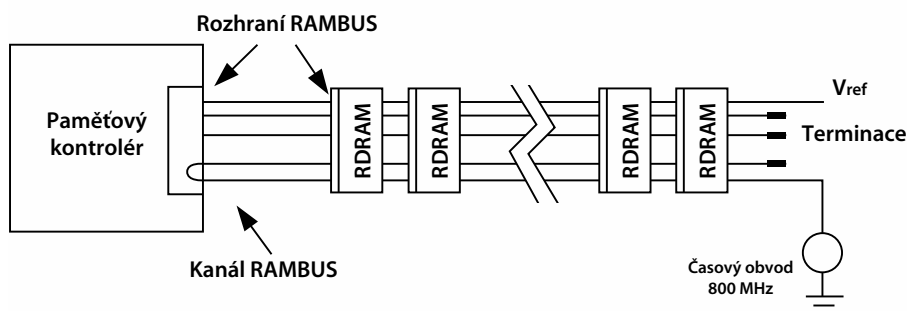 Rozhraní RAMBUS
Paměťový
kontrolér
RDRAM
RDRAM
RDRAM
RDRAM
Vref
Terminace
Kanál RAMBUS
Časový obvod
800 MHz